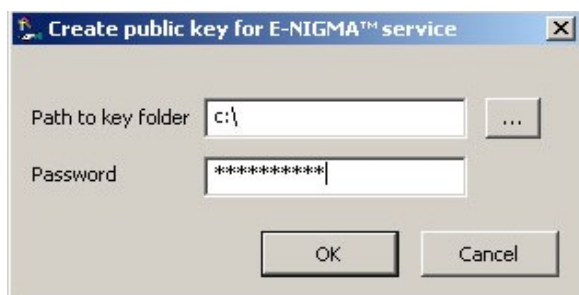 Create public key for E-NIGMA™ service
Path to key folder c:\ ...
Password **********
OK Cancel